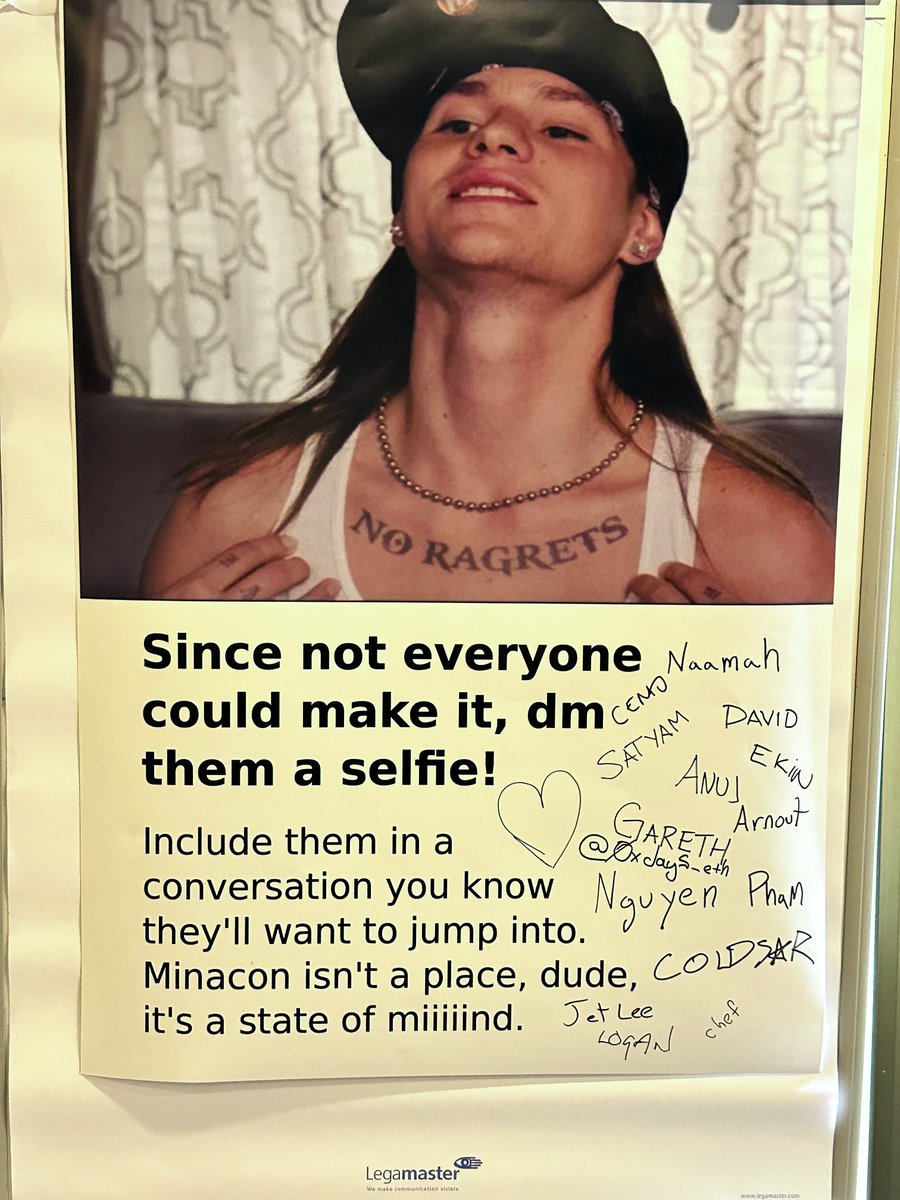 NO RAGRETS
Since not everyone
could make it, dm
them a selfie!
Include them in a
conversation you know
they'll want to jump into.
Minacon isn't a place, dude,
it's a state of miiiiind.
Naamah
CEMO
SATYAM
DAVID
EKIN
ANUJ
Arnout
GARETH
@0xdayS_eth
Nguyen Pham
COLDSTAR
Jet Lee
LOGAN
chef
Legamaster
We make communication visible
www.legamaster.com